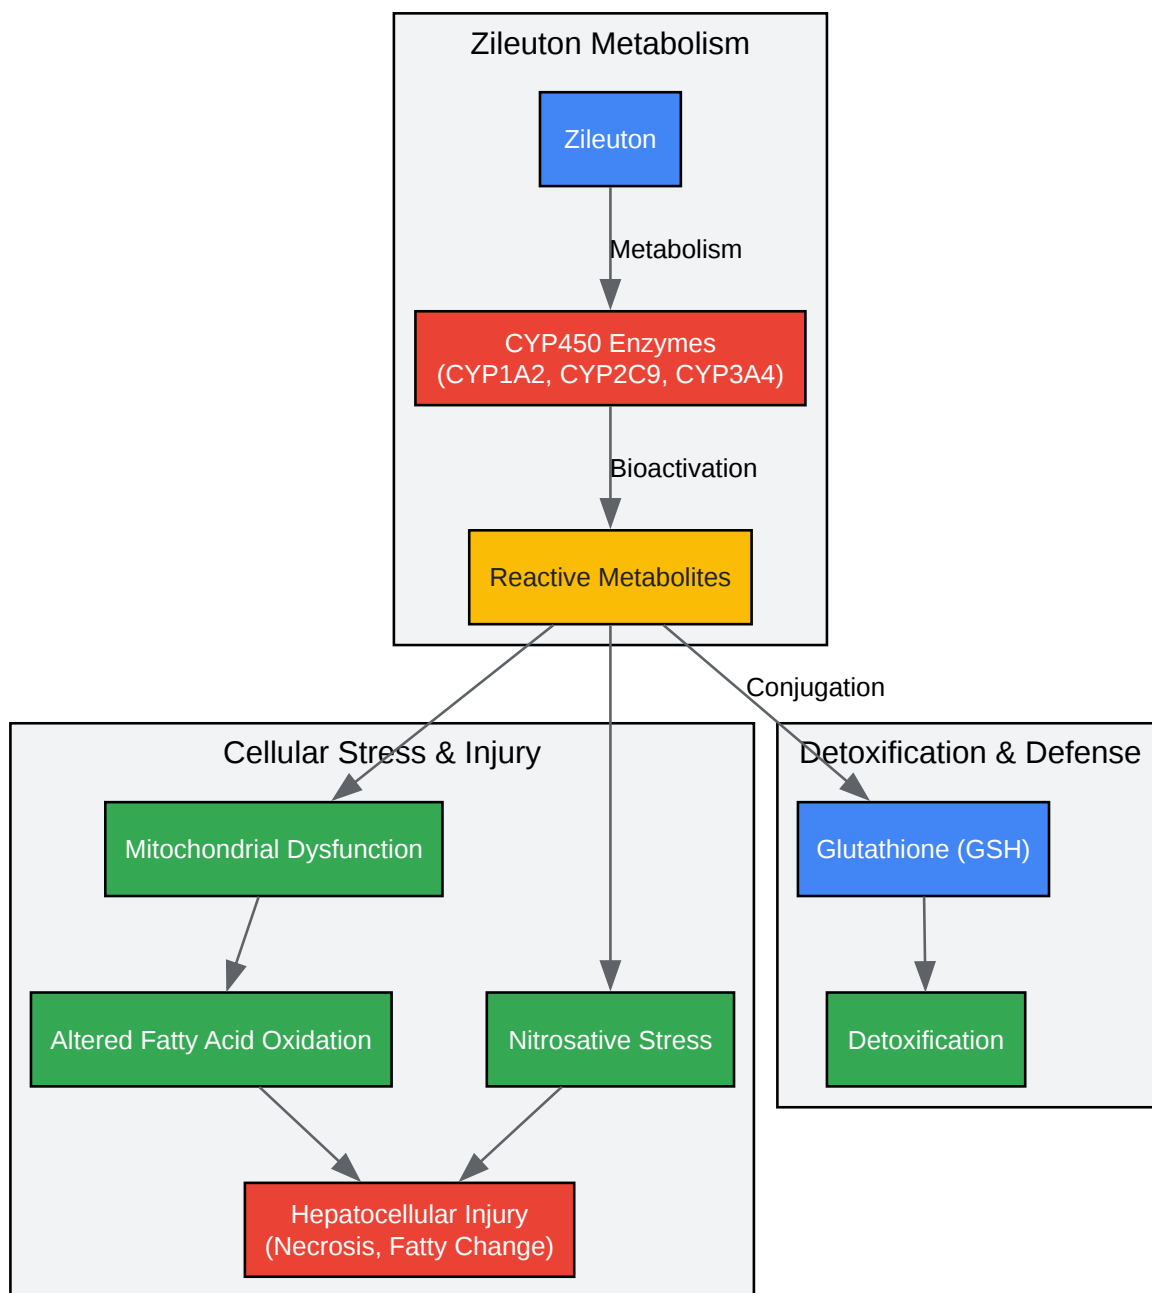 Zileuton Metabolism
Zileuton
Metabolism
CYP450 Enzymes
(CYP1A2, CYP2C9, CYP3A4)
Bioactivation
Reactive Metabolites
Conjugation
Cellular Stress & Injury
Detoxification & Defense
Mitochondrial Dysfunction
Glutathione (GSH)
Altered Fatty Acid Oxidation
Nitrosative Stress
Detoxification
Hepatocellular Injury
(Necrosis, Fatty Change)